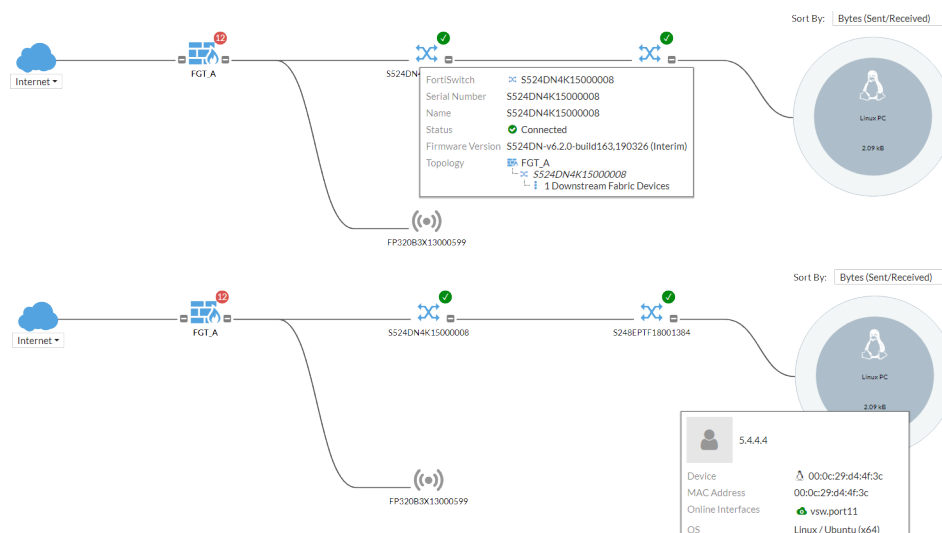 Sort By: Bytes (Sent/Received)
12
Internet
FGT_A
S524DN
FortiSwitch S524DN4K15000008
Serial Number S524DN4K15000008
Name S524DN4K15000008
Status Connected
Firmware Version S524DN-v6.2.0-build163,190326 (Interim)
Topology FGT_A
S524DN4K15000008
1 Downstream Fabric Devices
Linux PC
2.09 kB
FP320B3X13000599
Sort By: Bytes (Sent/Received)
12
Internet
FGT_A
S524DN4K15000008
S248EPTF18001384
Linux PC
2.09 kB
FP320B3X13000599
5.4.4.4
Device 00:0c:29:d4:4f:3c
MAC Address 00:0c:29:d4:4f:3c
Online Interfaces vsw.port11
OS Linux / Ubuntu (x64)